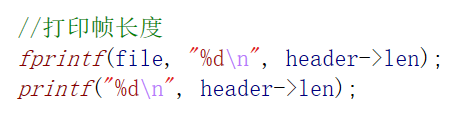 //打印帧长度
fprintf(file, "%d\n", header->len);
printf("%d\n", header->len);